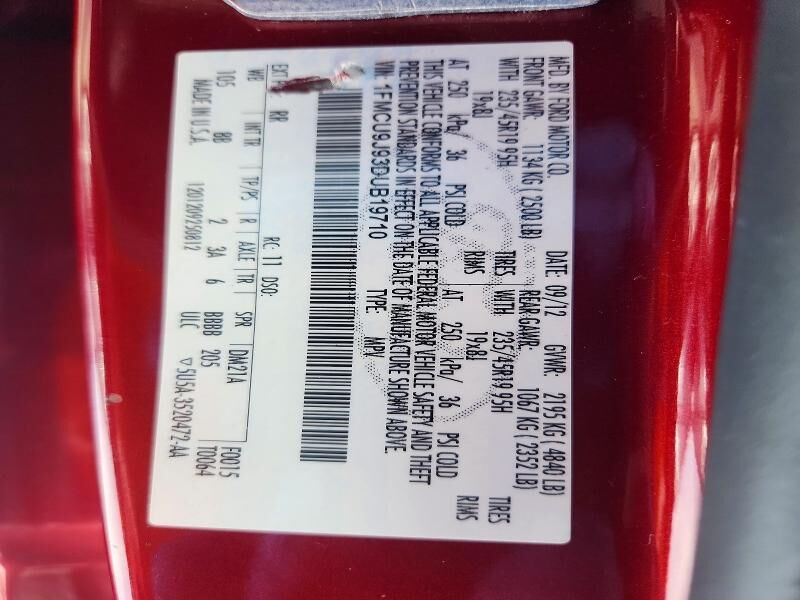 MFD. BY FORD MOTOR CO.
DATE: 09/12 GVWR: 2195 KG ( 4840 LB)
FRONT GAWR: 1134 KG ( 2500 LB) REAR GAWR: 1067 KG ( 2352 LB)
WITH 235/45R19 95H TIRES WITH 235/45R19 95H TIRES
19x8J RIMS 19x8J RIMS
AT 250 kPa/ 36 PSI COLD AT 250 kPa/ 36 PSI COLD
THIS VEHICLE CONFORMS TO ALL APPLICABLE FEDERAL MOTOR VEHICLE SAFETY AND THEFT
PREVENTION STANDARDS IN EFFECT ON THE DATE OF MANUFACTURE SHOWN ABOVE.
VIN: 1FMCU9J93DUB19710 TYPE: MPV
EXT RR RC: 11 DSO:
WB INT TR TP/PS R AXLE TR SPR DM21A F0015
105 BB 2 3A 6 BBBB 205 T0064
MADE IN U.S.A. 1201209250812 ULC 5U5A-3520472-AA